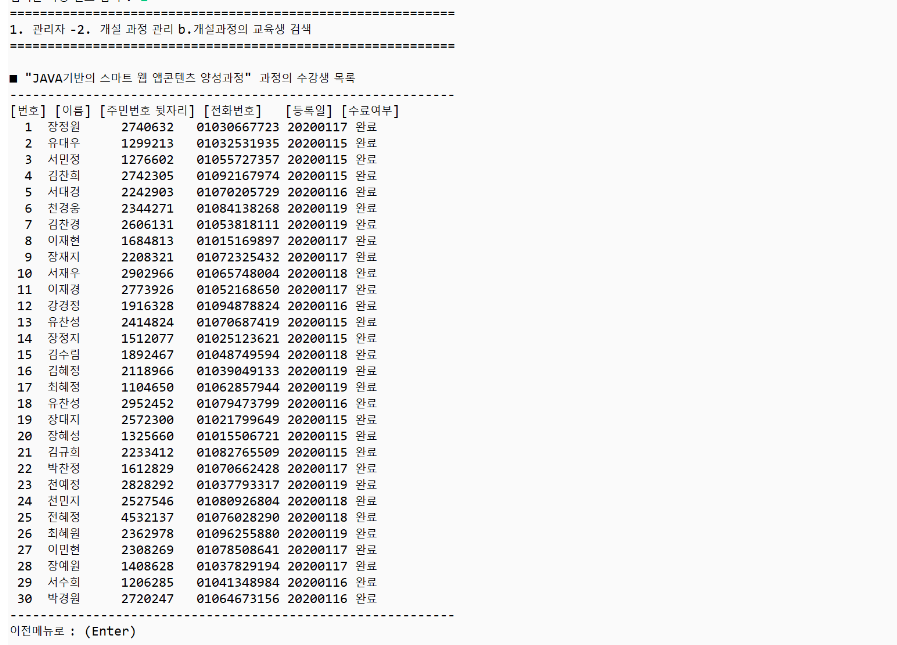 ============================================================
1. 관리자 -2. 개설 과정 관리 b.개설과정의 교육생 검색
============================================================
■ "JAVA기반의 스마트 웹 앱콘텐츠 양성과정" 과정의 수강생 목록
------------------------------------------------------------
[번호] [이름] [주민번호 뒷자리] [전화번호] [등록일] [수료여부]
1 장정원 2740632 01030667723 20200117 완료
2 유대우 1299213 01032531935 20200115 완료
3 서민정 1276602 01055727357 20200115 완료
4 김찬희 2742305 01092167974 20200115 완료
5 서대경 2242903 01070205729 20200116 완료
6 천경웅 2344271 01084138268 20200119 완료
7 김찬경 2606131 01053818111 20200119 완료
8 이재현 1684813 01015169897 20200117 완료
9 장재지 2208321 01072325432 20200117 완료
10 서재우 2902966 01065748004 20200118 완료
11 이재경 2773926 01052168650 20200117 완료
12 강경정 1916328 01094878824 20200116 완료
13 유찬성 2414824 01070687419 20200115 완료
14 장정지 1512077 01025123621 20200115 완료
15 김수림 1892467 01048749594 20200118 완료
16 김혜정 2118966 01039049133 20200119 완료
17 최혜정 1104650 01062857944 20200119 완료
18 유찬성 2952452 01079473799 20200116 완료
19 장대지 2572300 01021799649 20200115 완료
20 장혜성 1325660 01015506721 20200115 완료
21 김규희 2233412 01082765509 20200115 완료
22 박찬정 1612829 01070662428 20200117 완료
23 천예정 2828292 01037793317 20200119 완료
24 천민지 2527546 01080926804 20200118 완료
25 전혜정 4532137 01076028290 20200118 완료
26 최혜원 2362978 01096255880 20200119 완료
27 이민현 2308269 01078508641 20200117 완료
28 장예원 1408628 01037829194 20200117 완료
29 서수희 1206285 01041348984 20200116 완료
30 박경원 2720247 01064673156 20200116 완료
------------------------------------------------------------
이전메뉴로 : (Enter)